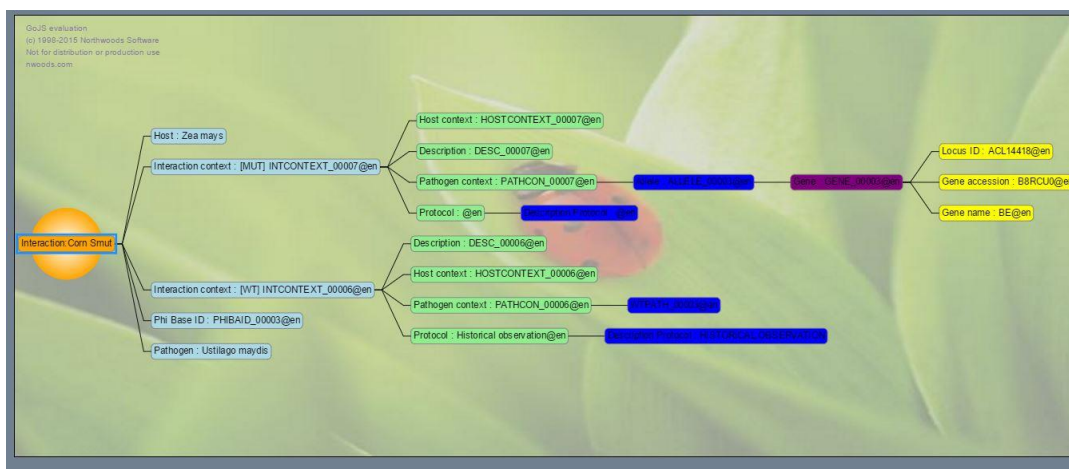 GoJS evaluation
(c) 1998-2015 Northwoods Software
Not for distribution or production use
nwoods.com
Host context : HOSTCONTEXT_00007@en
Host : Zea mays
Description : DESC_00007@en
Locus ID : ACL14418@en
Interaction context : [MUT] INTCONTEXT_00007@en
Pathogen context : PATHCON_00007@en
Gene : GENE_00003@en
Gene accession : B8RCU0@e
Protocol : @en
Gene name : BE@en
Interaction:Corn Smut
Description : DESC_00006@en
Host context : HOSTCONTEXT_00006@en
Interaction context : [WT] INTCONTEXT_00006@en
Pathogen context : PATHCON_00006@en
Phi Base ID : PHIBAID_00003@en
Protocol : Historical observation@en
Pathogen : Ustilago maydis